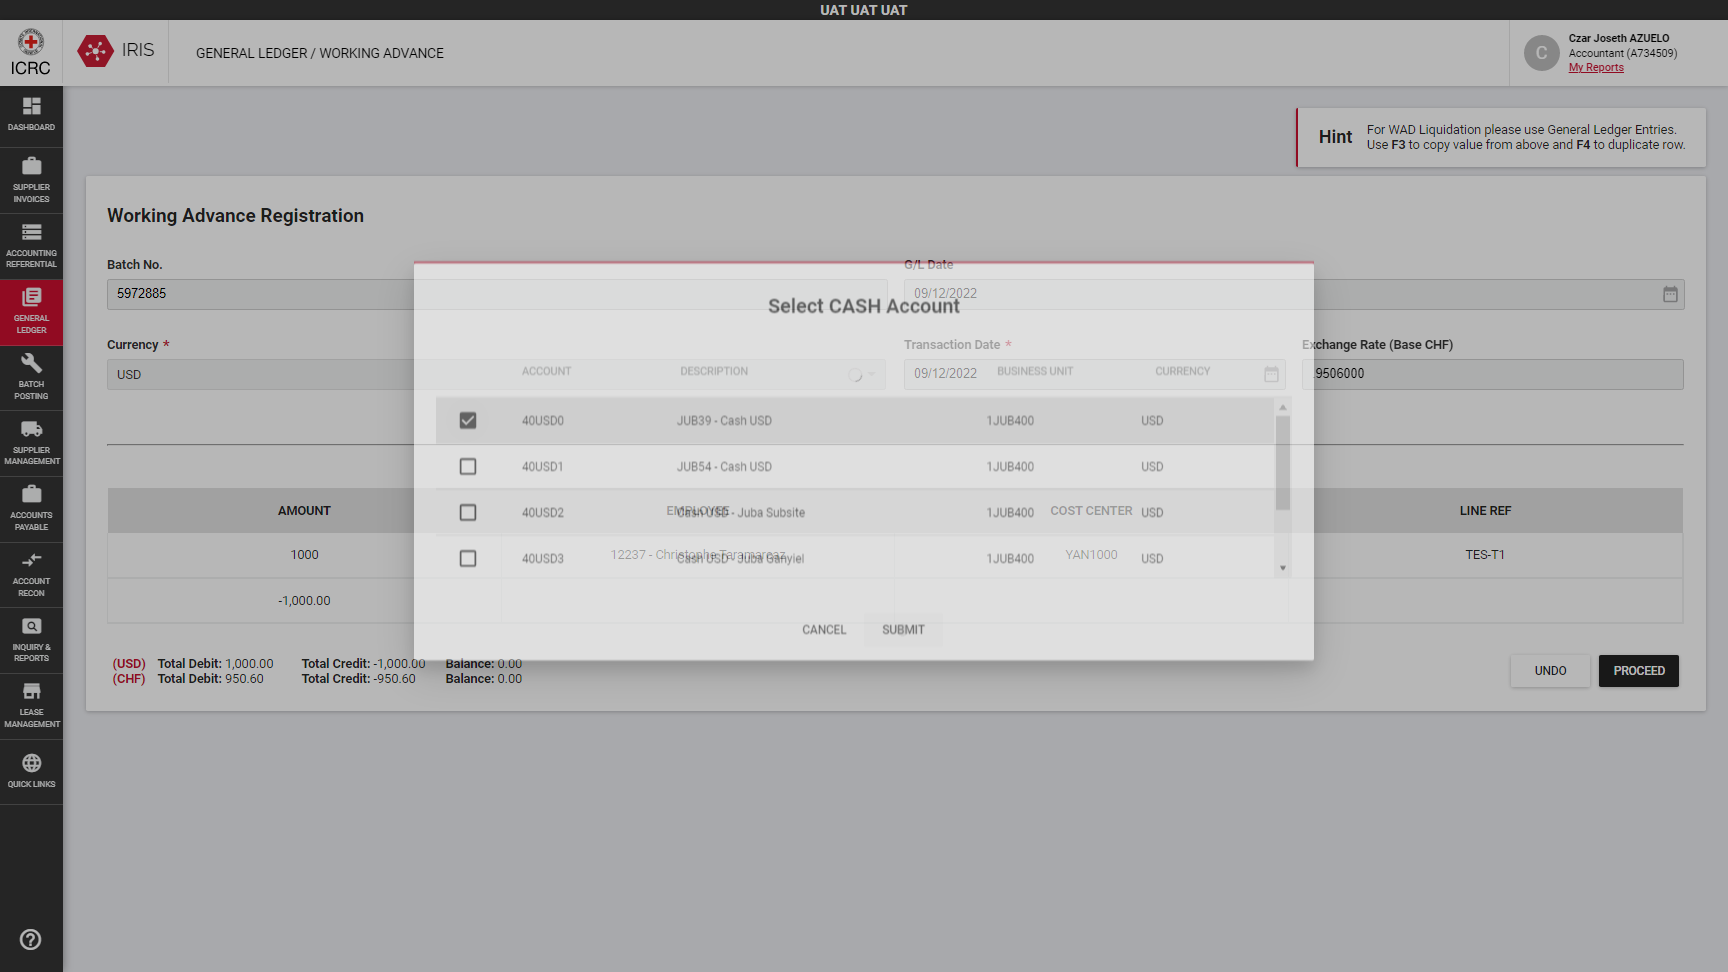 UAT UAT UAT
ICRC
IRIS
GENERAL LEDGER / WORKING ADVANCE
C
Czar Joseth AZUELO
Accountant (A734509)
My Reports
DASHBOARD
SUPPLIER
INVOICES
ACCOUNTING
REFERENTIAL
GENERAL
LEDGER
BATCH
POSTING
SUPPLIER
MANAGEMENT
ACCOUNTS
PAYABLE
ACCOUNT
RECON
INQUIRY &
REPORTS
LEASE
MANAGEMENT
QUICK LINKS
Hint
For WAD Liquidation please use General Ledger Entries.
Use F3 to copy value from above and F4 to duplicate row.
Working Advance Registration
Batch No.
G/L Date
5972885
09/12/2022
Currency *
Transaction Date *
Exchange Rate (Base CHF)
USD
09/12/2022
.9506000
Select CASH Account
ACCOUNT DESCRIPTION BUSINESS UNIT CURRENCY
40USD0 JUB39 - Cash USD 1JUB400 USD
40USD1 JUB54 - Cash USD 1JUB400 USD
40USD2 Cash USD - Juba Subsite 1JUB400 USD
40USD3 Cash USD - Juba Ganyiel 1JUB400 USD
CANCEL SUBMIT
AMOUNT EMPLOYEE COST CENTER LINE REF
1000 12237 - Christophe YAN1000 TES-T1
-1,000.00
(USD) Total Debit: 1,000.00 Total Credit: -1,000.00 Balance: 0.00
(CHF) Total Debit: 950.60 Total Credit: -950.60 Balance: 0.00
UNDO PROCEED